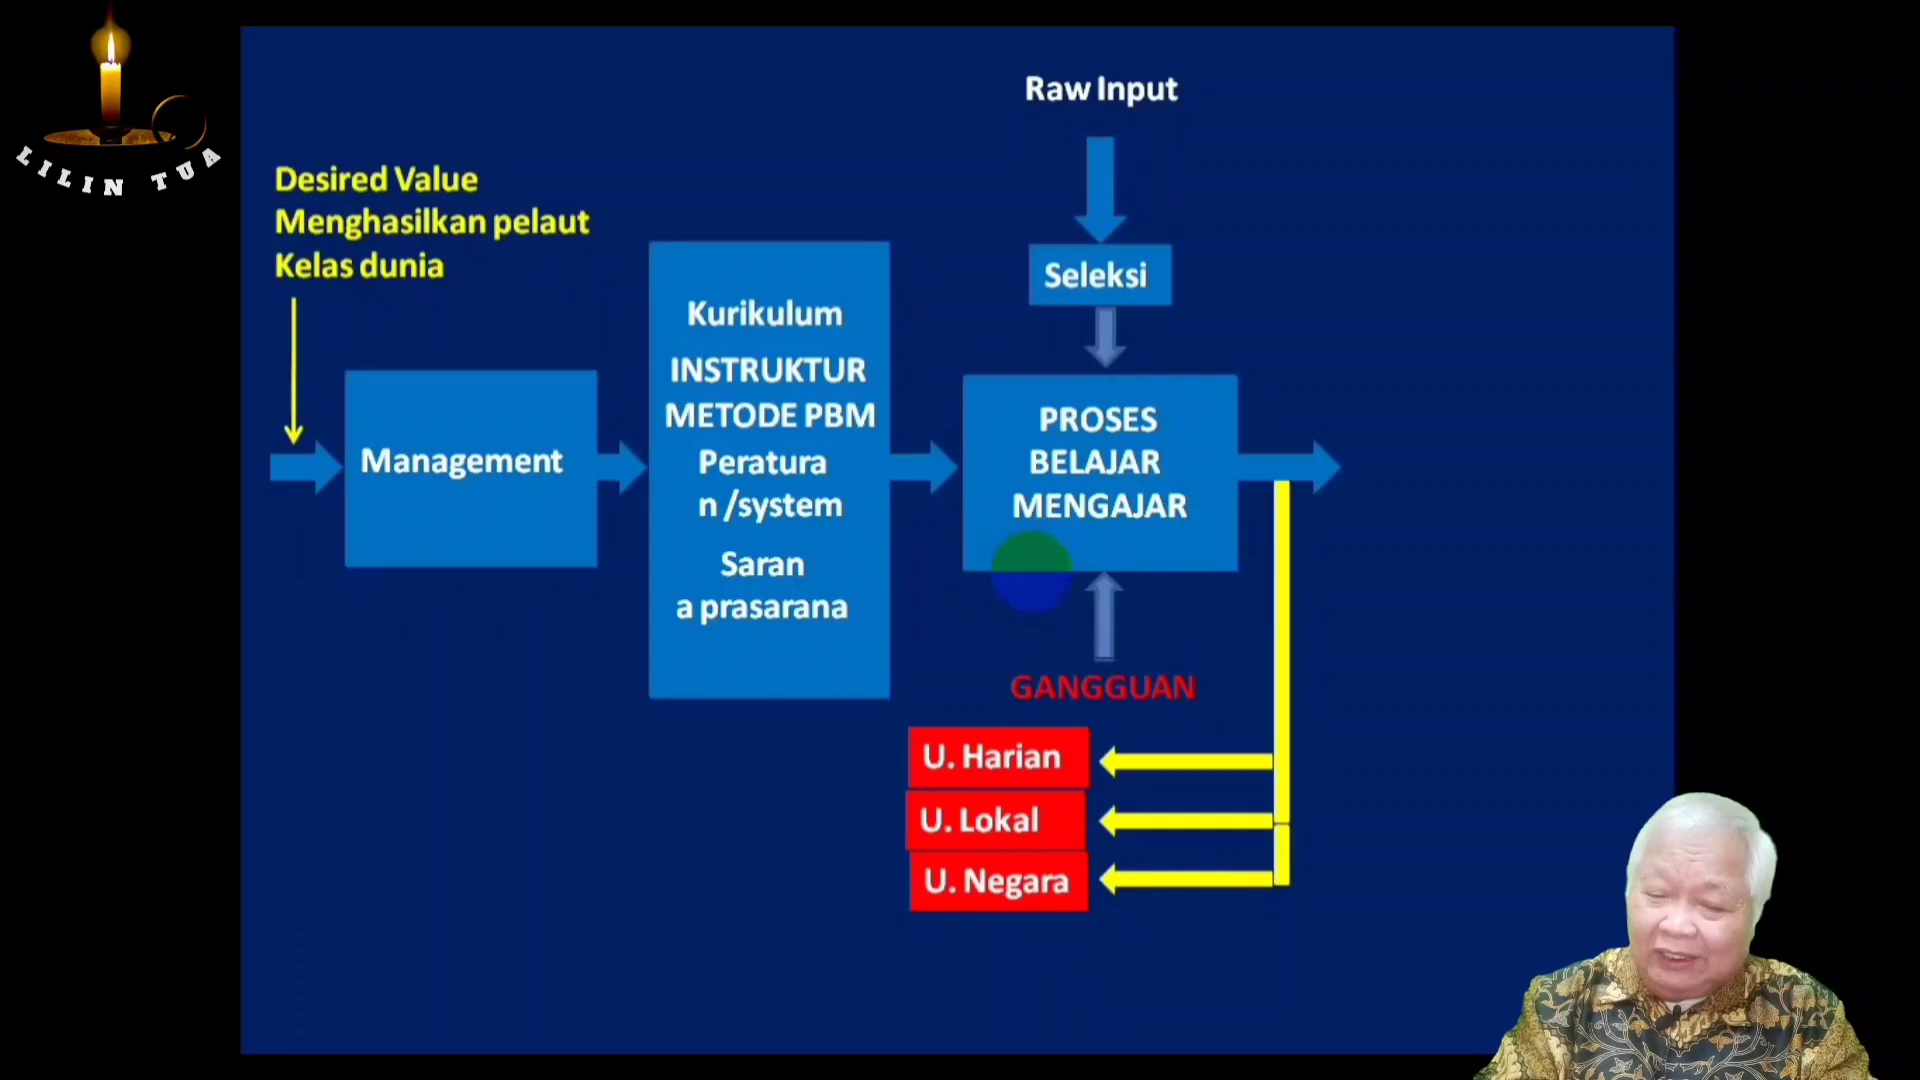 LILIN TUA
Desired Value
Menghasilkan pelaut
Kelas dunia
Management
Kurikulum
INSTRUKTUR
METODE PBM
Peratura
n /system
Saran
a prasarana
Raw Input
Seleksi
PROSES
BELAJAR
MENGAJAR
GANGGUAN
U. Harian
U. Lokal
U. Negara